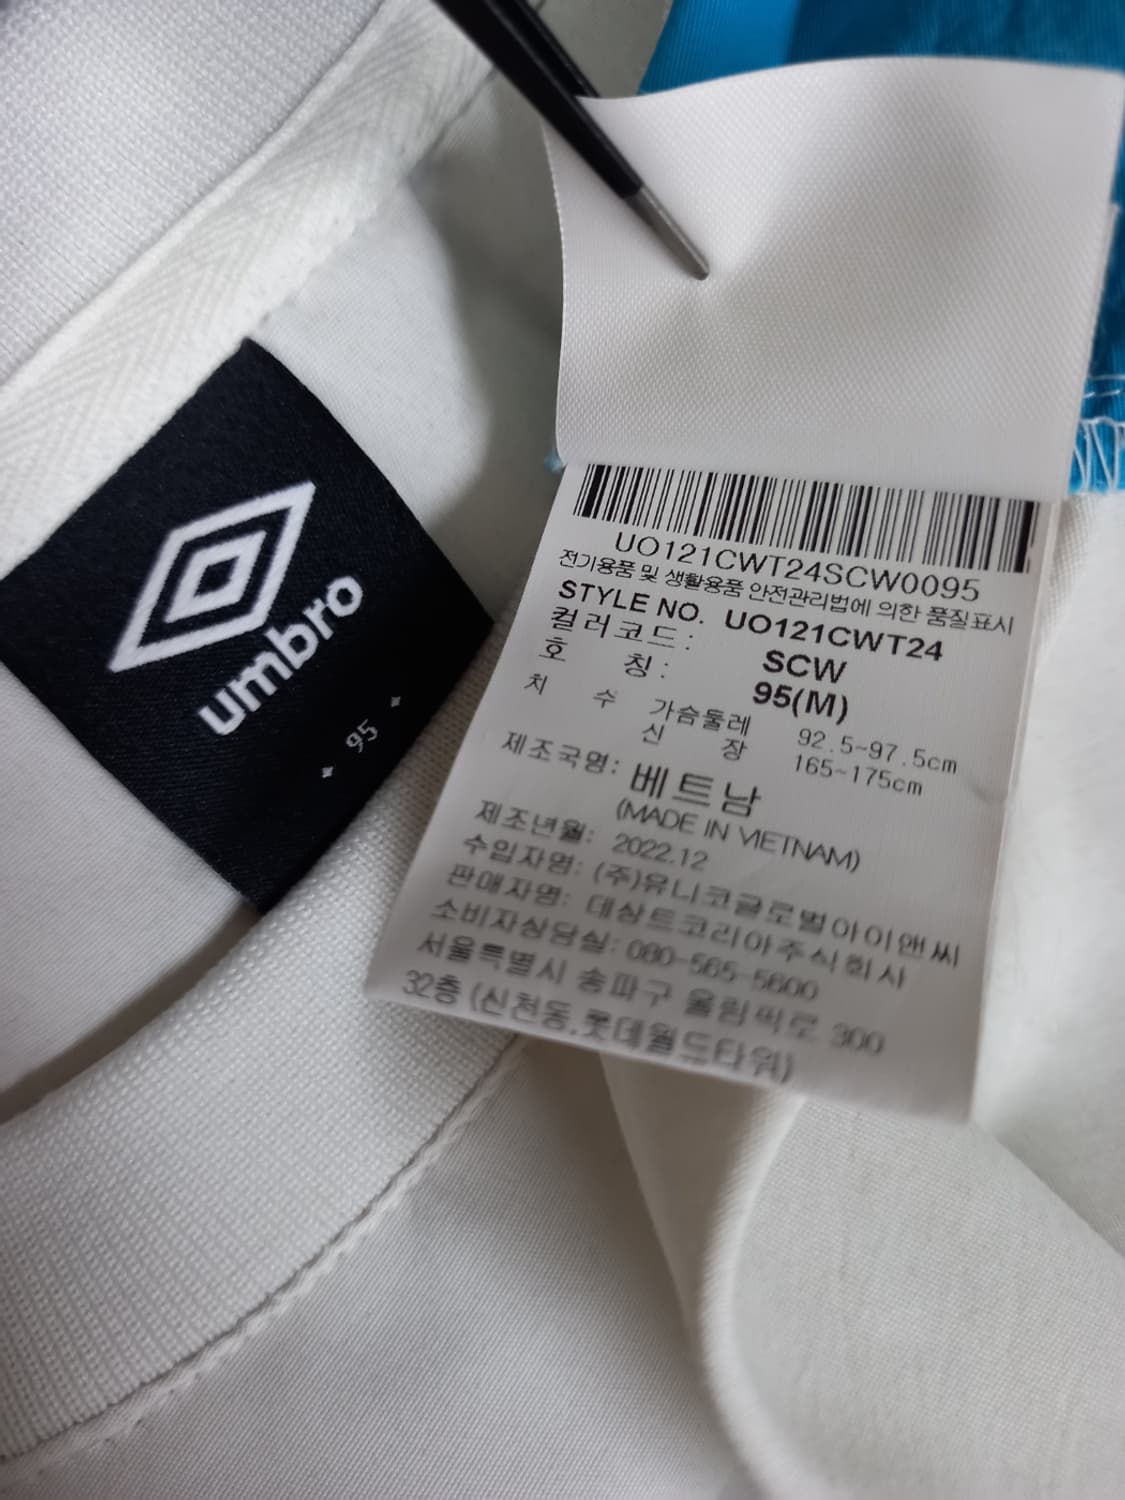 umbro
95
UO121CWT24SCW0095
전기용품 및 생활용품 안전관리법에 의한 품질표시
STYLE NO. UO121CWT24
컬러코드: SCW
호 칭: 95(M)
치 수 가슴둘레 92.5~97.5cm
신 장 165~175cm
제조국명: 베트남
(MADE IN VIETNAM)
제조년월: 2022.12
수입자명: (주)유니코글로벌아이앤씨
판매자명: 데상트코리아주식회사
소비자상담실: 080-565-5600
서울특별시 송파구 올림픽로 300
32층 (신천동,롯데월드타워)